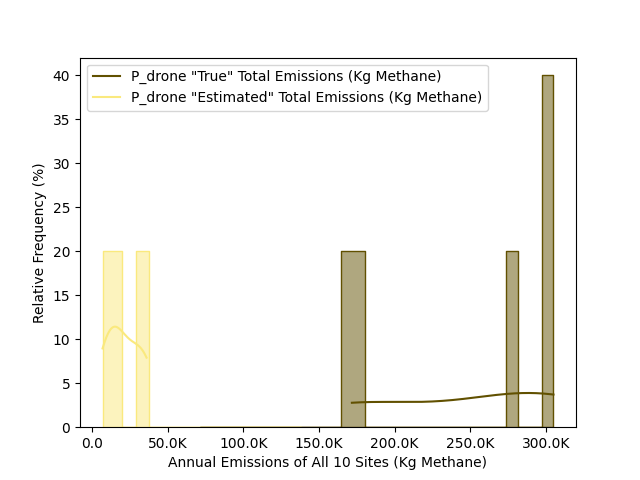 P_drone "True" Total Emissions (Kg Methane)
P_drone "Estimated" Total Emissions (Kg Methane)
40
35
30
25
20
15
10
5
0
Relative Frequency (%)
0.0 50.0K 100.0K 150.0K 200.0K 250.0K 300.0K
Annual Emissions of All 10 Sites (Kg Methane)